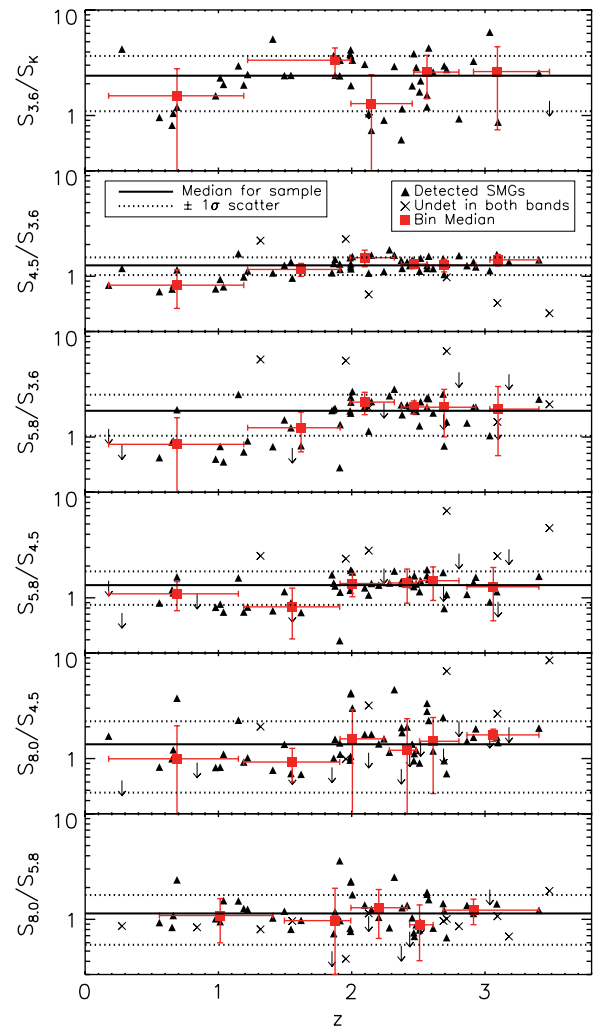 10
1
S3.6/SK
Median for sample
± 1σ scatter
Detected SMGs
Undet in both bands
Bin Median
1
S4.5/S3.6
1
S5.8/S3.6
10
1
S5.8/S4.5
10
1
S8.0/S4.5
10
1
S8.0/S5.8
0 1 2 3
z